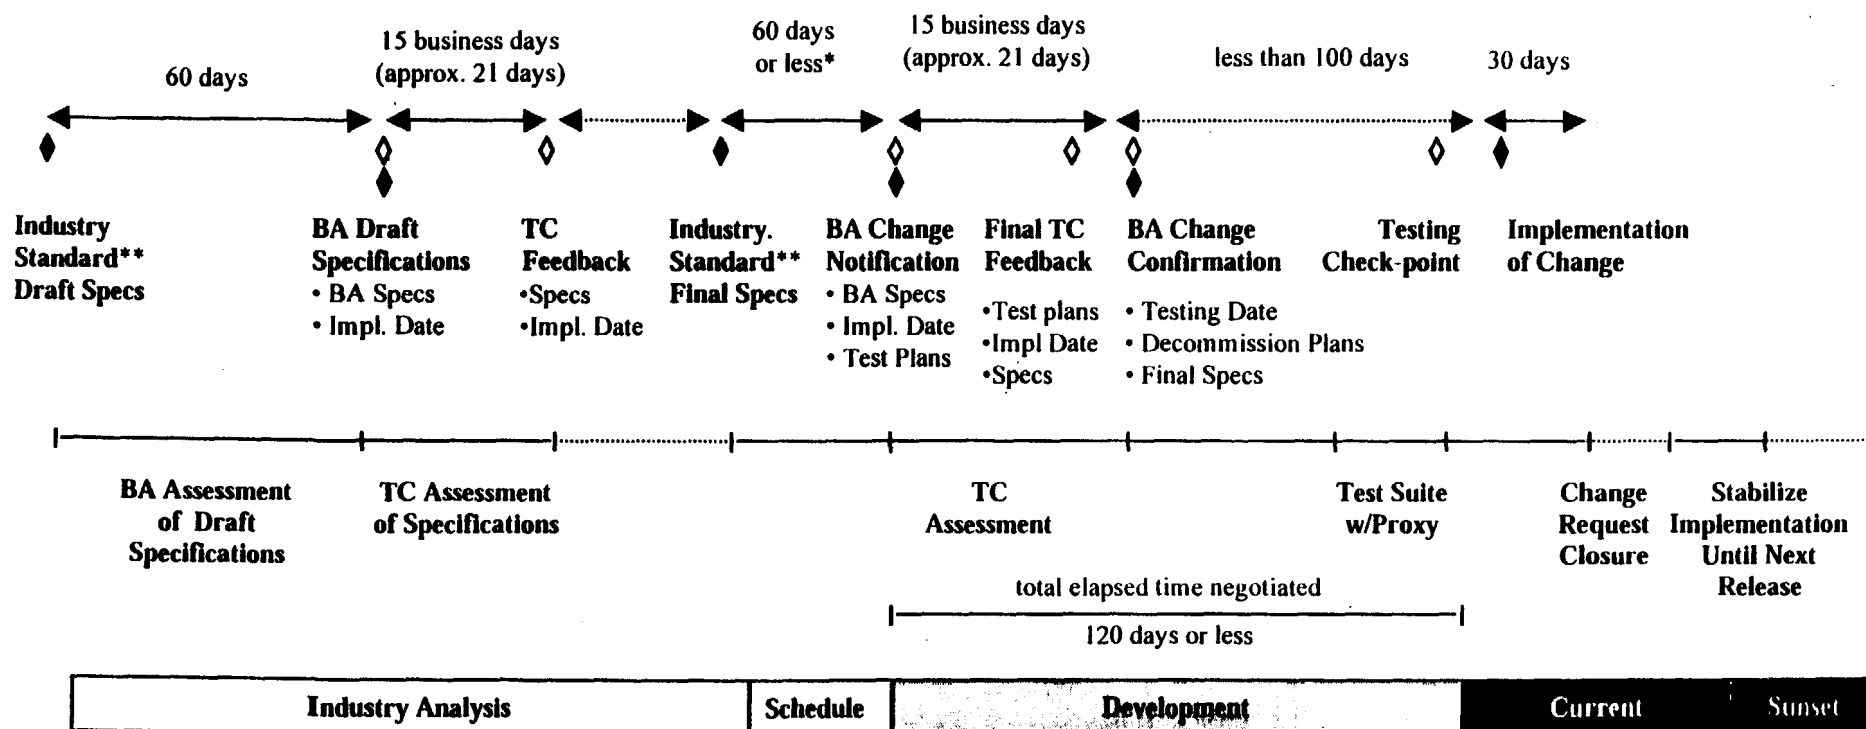 60 days
15 business days
(approx. 21 days)
60 days
or less*
15 business days
(approx. 21 days)
less than 100 days
30 days
Industry
Standard**
Draft Specs
BA Draft
Specifications
• BA Specs
• Impl. Date
TC
Feedback
•Specs
•Impl. Date
Industry.
Standard**
Final Specs
BA Change
Notification
• BA Specs
• Impl. Date
• Test Plans
Final TC
Feedback
•Test plans
•Impl Date
•Specs
BA Change
Confirmation
• Testing Date
• Decommission Plans
• Final Specs
Testing
Check-point
Implementation
of Change
BA Assessment
of Draft
Specifications
TC Assessment
of Specifications
TC
Assessment
Test Suite
w/Proxy
Change
Request
Closure
Stabilize
Implementation
Until Next
Release
total elapsed time negotiated
120 days or less
Industry Analysis
Schedule
Development
Current
Sunset